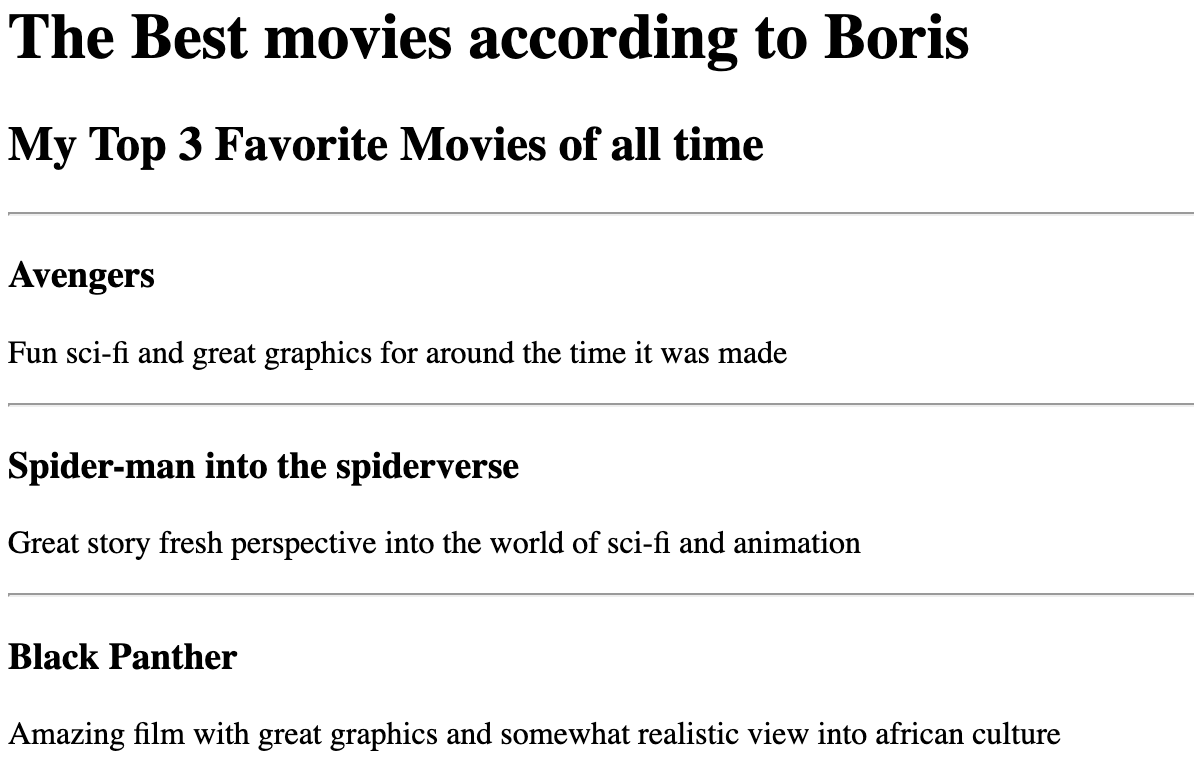 The Best movies according to Boris
My Top 3 Favorite Movies of all time
Avengers
Fun sci-fi and great graphics for around the time it was made
Spider-man into the spiderverse
Great story fresh perspective into the world of sci-fi and animation
Black Panther
Amazing film with great graphics and somewhat realistic view into african culture